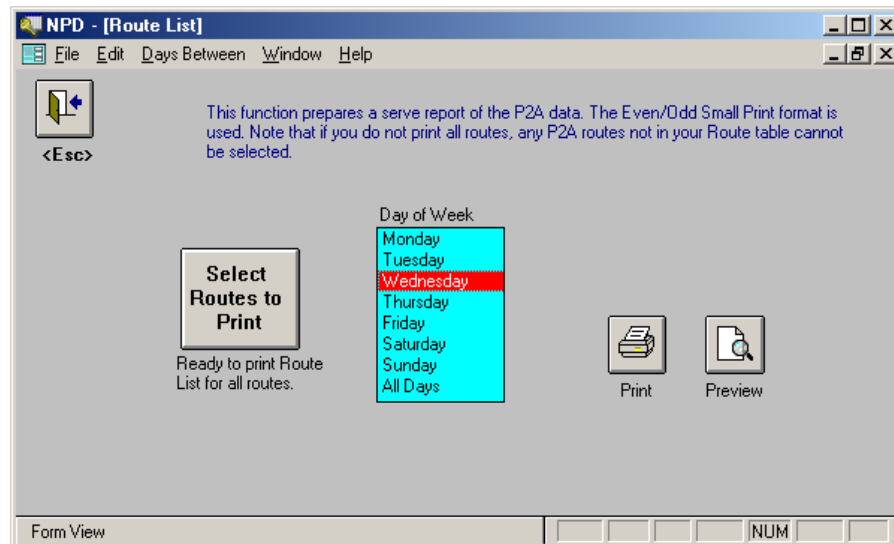 NPD - [Route List]
File Edit Days Between Window Help
<Esc>
This function prepares a serve report of the P2A data. The Even/Odd Small Print format is
used. Note that if you do not print all routes, any P2A routes not in your Route table cannot
be selected.
Day of Week
Monday
Tuesday
Wednesday
Thursday
Friday
Saturday
Sunday
All Days
Select
Routes to
Print
Ready to print Route
List for all routes.
Print
Preview
Form View
NUM